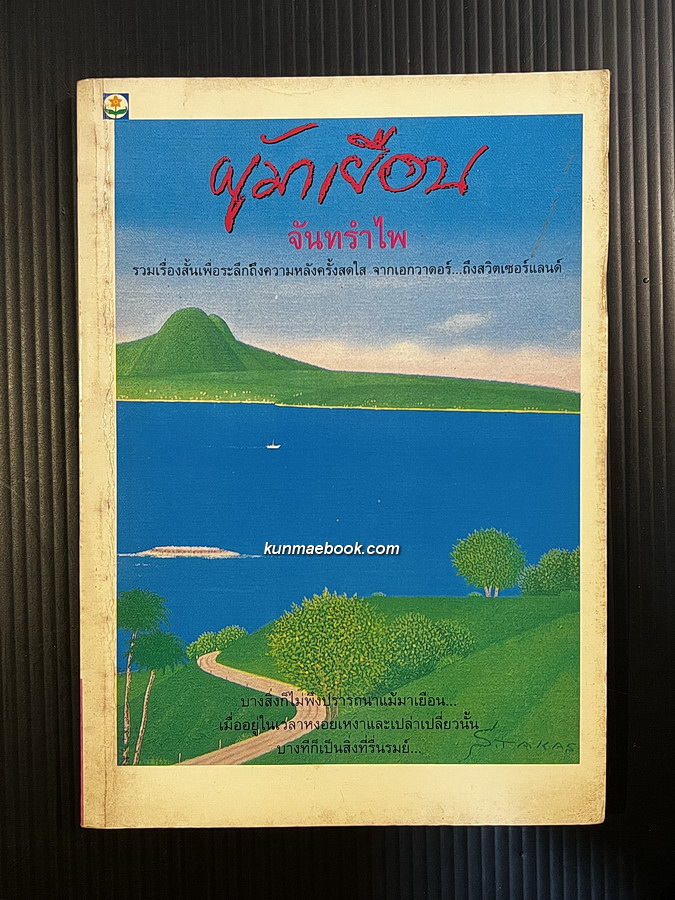 ผู้มาเยือน
จันทรำไพ
รวมเรื่องสั้นเพื่อระลึกถึงความหลังครั้งสดใส จากเอกวาดอร์...ถึงสวิตเซอร์แลนด์
kunmaebook.com
บางสิ่งก็ไม่พึงปรารถนาแม้มาเยือน...
เมื่ออยู่ในเวลาหงอยเหงาและเปล่าเปลี่ยวนั้น
บางทีก็เป็นสิ่งที่รื่นรมย์...